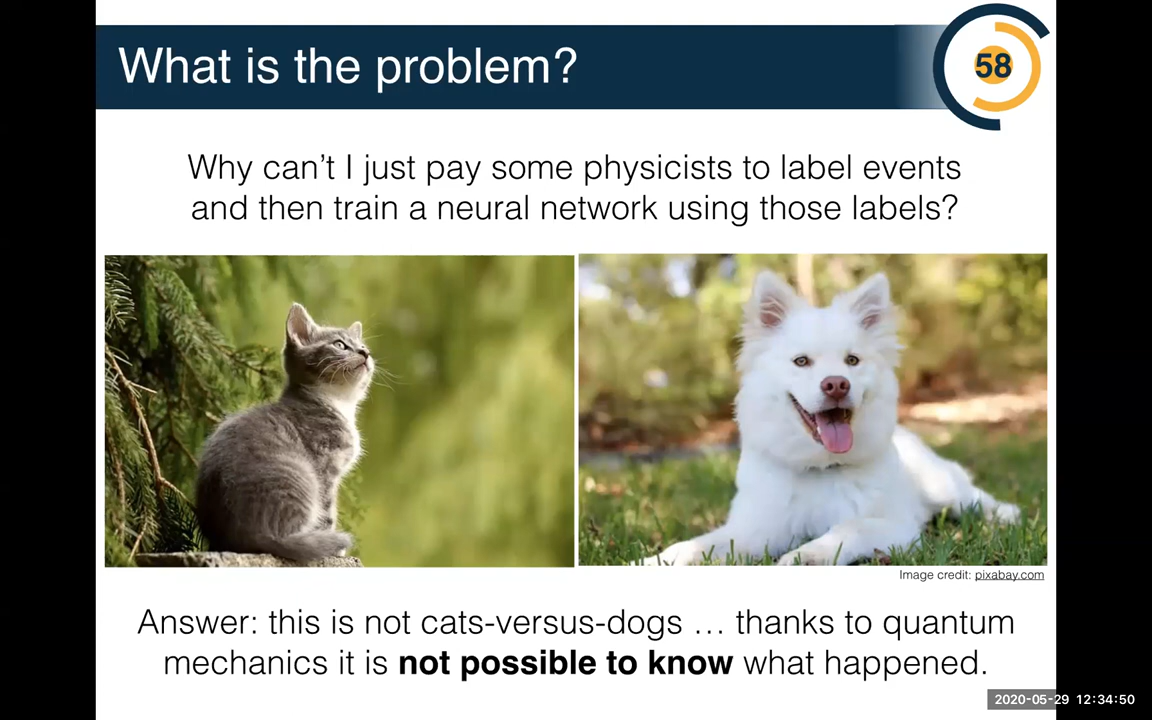 What is the problem?
58
Why can't I just pay some physicists to label events
and then train a neural network using those labels?
Image credit: pixabay.com
Answer: this is not cats-versus-dogs … thanks to quantum
mechanics it is not possible to know what happened.
2020-05-29 12:34:50